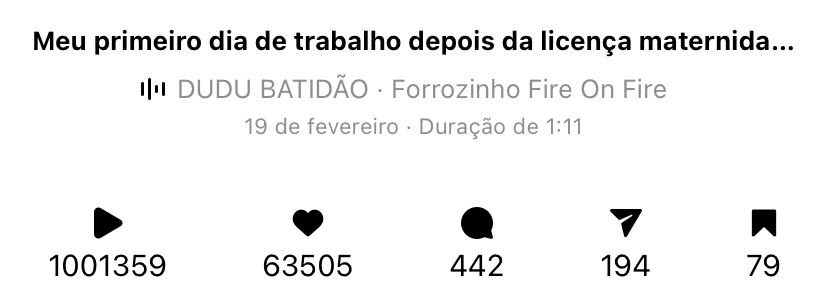 Meu primeiro dia de trabalho depois da licença maternida...
DUDU BATIDÃO · Forrozinho Fire On Fire
19 de fevereiro · Duração de 1:11
1001359 63505 442 194 79